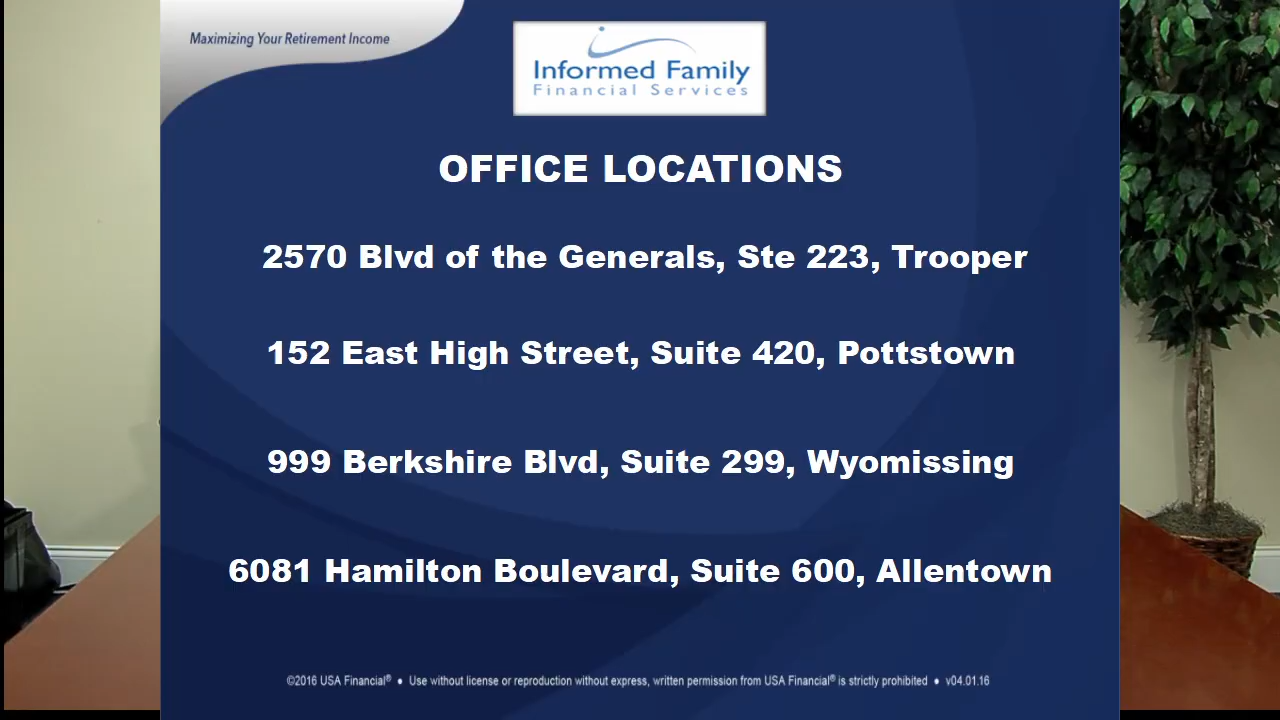 Maximizing Your Retirement Income
Informed Family
Financial Services
OFFICE LOCATIONS
2570 Blvd of the Generals, Ste 223, Trooper
152 East High Street, Suite 420, Pottstown
999 Berkshire Blvd, Suite 299, Wyomissing
6081 Hamilton Boulevard, Suite 600, Allentown
©2016 USA Financial® ● Use without license or reproduction without express, written permission from USA Financial® is strictly prohibited ● v04.01.16